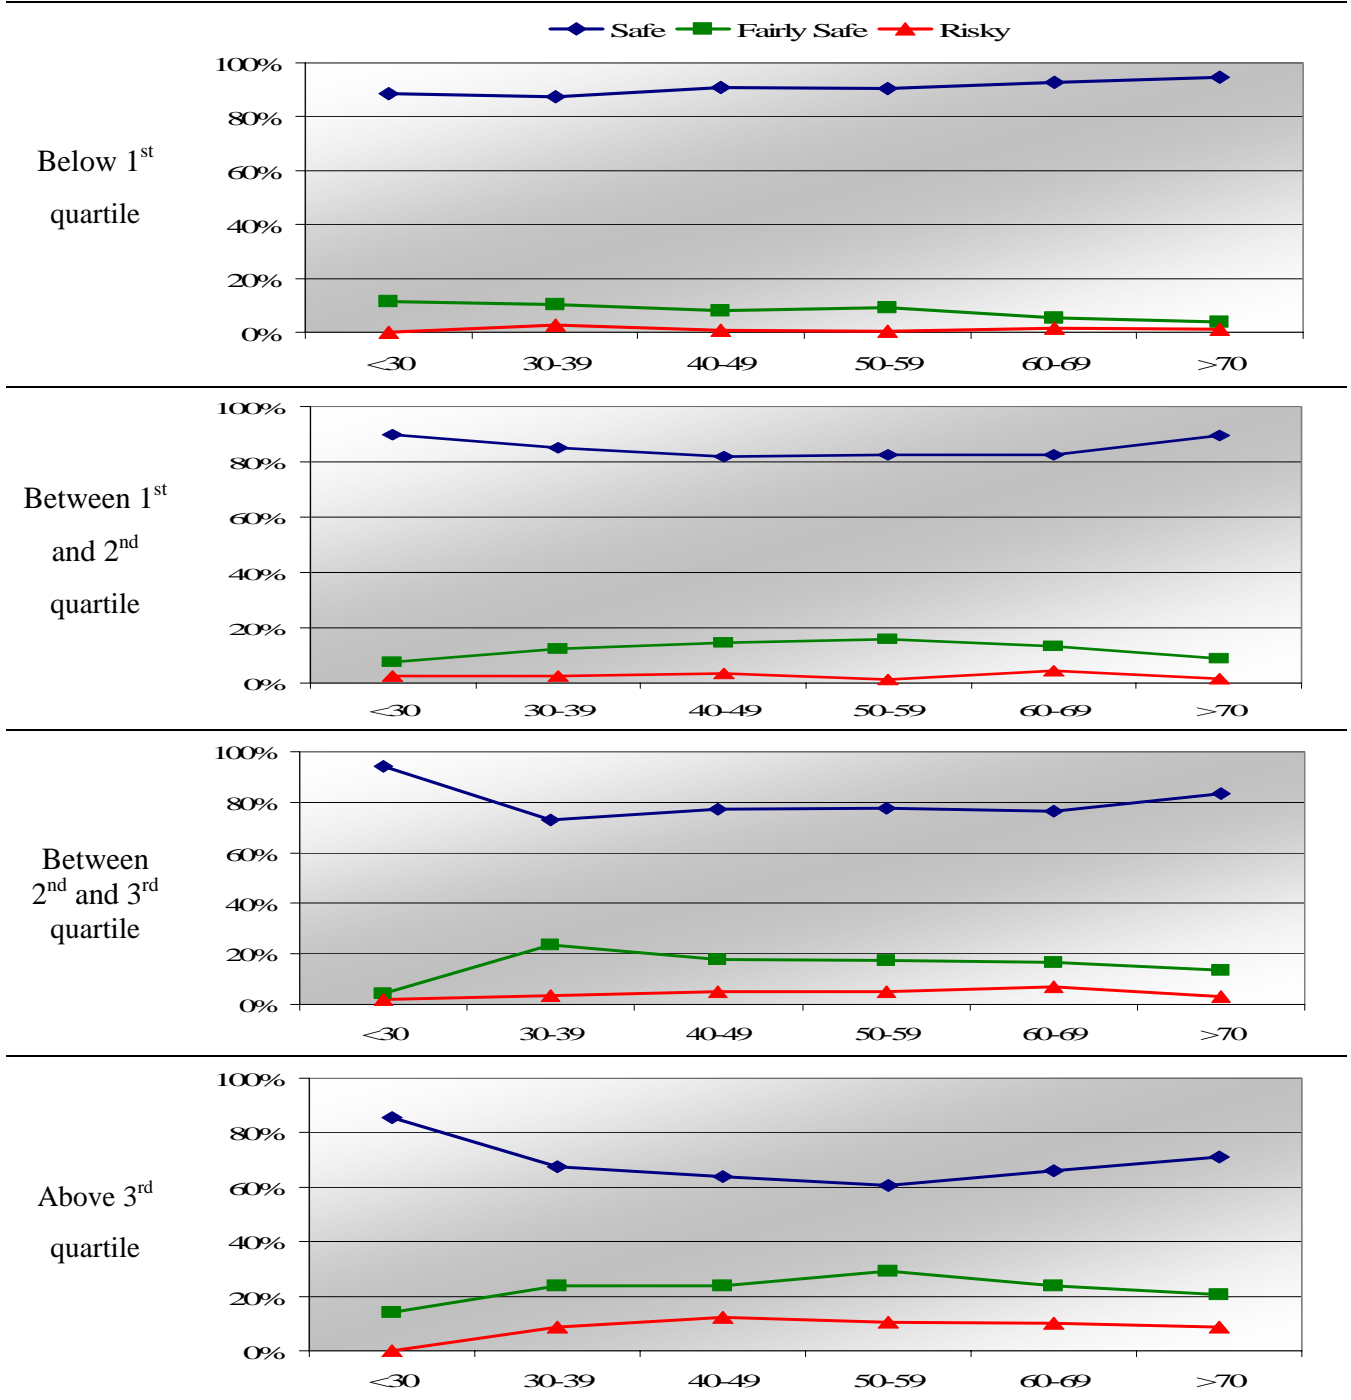 Safe Fairly Safe Risky
Below 1st
quartile
100%
80%
60%
40%
20%
0%
<30 30-39 40-49 50-59 60-69 >70
Between 1st
and 2nd
quartile
100%
80%
60%
40%
20%
0%
<30 30-39 40-49 50-59 60-69 >70
Between
2nd and 3rd
quartile
100%
80%
60%
40%
20%
0%
<30 30-39 40-49 50-59 60-69 >70
Above 3rd
quartile
100%
80%
60%
40%
20%
0%
<30 30-39 40-49 50-59 60-69 >70